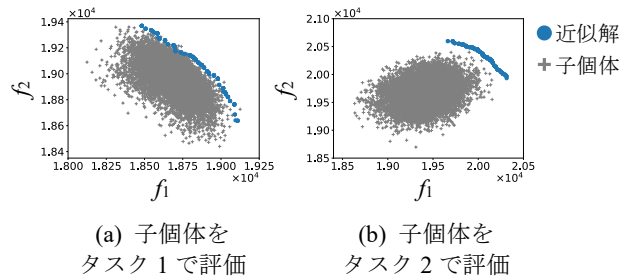 ×10⁴
1.94
1.92
1.90
1.88
1.86
1.84
f₂
1.800 1.825 1.850 1.875 1.900 1.925
×10⁴
f₁
(a) 子個体を
タスク 1 で評価
×10⁴
2.10
2.05
2.00
1.95
1.90
1.85
f₂
1.85 1.90 1.95 2.00 2.05
×10⁴
f₁
(b) 子個体を
タスク 2 で評価
近似解
子個体